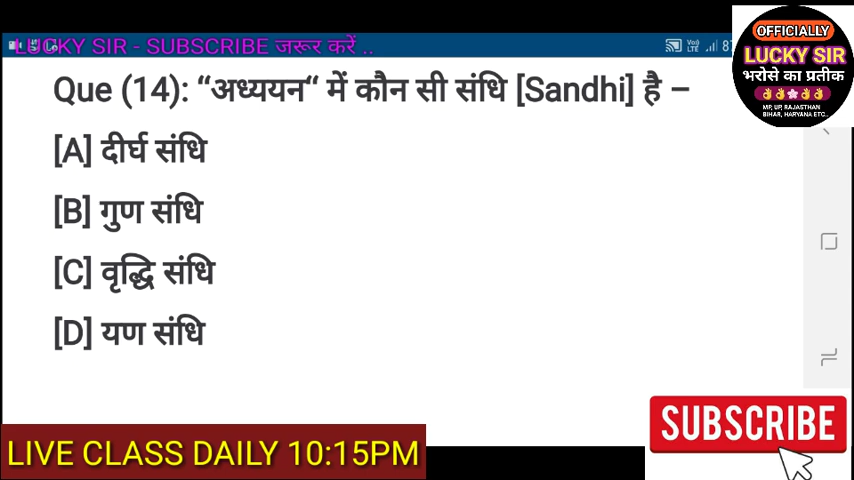 LUCKY SIR - SUBSCRIBE जरूर करें ..
OFFICIALLY
LUCKY SIR
भरोसे का प्रतीक
MP, UP, RAJASTHAN
BIHAR, HARYANA ETC..
Que (14): “अध्ययन“ में कौन सी संधि [Sandhi] है –
[A] दीर्घ संधि
[B] गुण संधि
[C] वृद्धि संधि
[D] यण संधि
SUBSCRIBE
LIVE CLASS DAILY 10:15PM